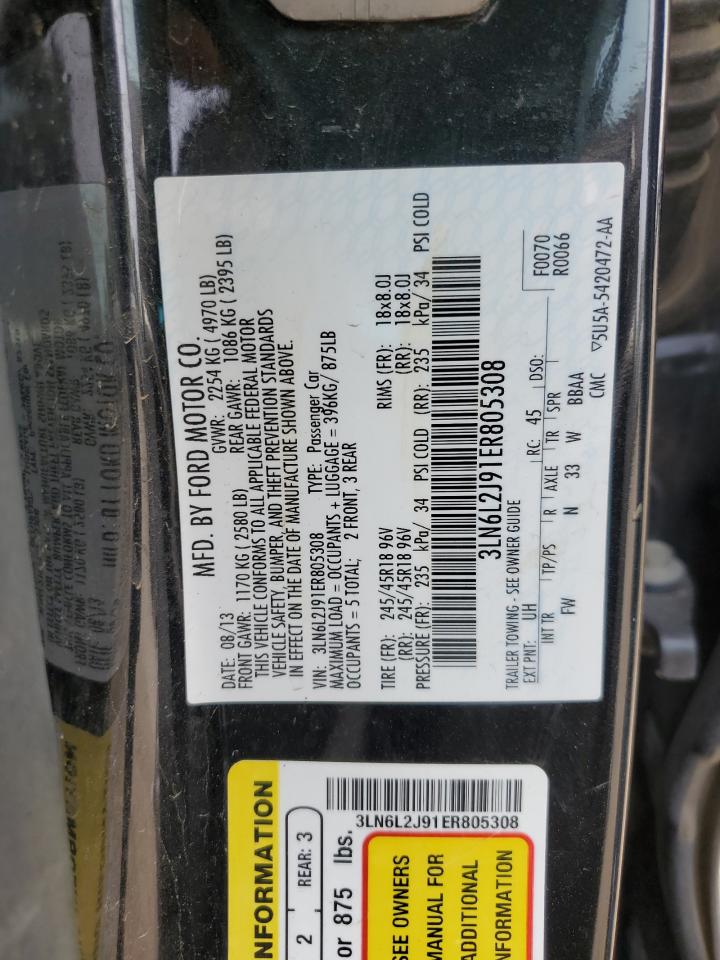 MFD. BY FORD MOTOR CO.
DATE: 08/13 GVWR: 2254 KG ( 4970 LB)
FRONT GAWR: 1170 KG ( 2580 LB) REAR GAWR: 1086 KG ( 2395 LB)
THIS VEHICLE CONFORMS TO ALL APPLICABLE FEDERAL MOTOR
VEHICLE SAFETY, BUMPER, AND THEFT PREVENTION STANDARDS
IN EFFECT ON THE DATE OF MANUFACTURE SHOWN ABOVE.
VIN: 3LN6L2J91ER805308 TYPE: Passenger Car
MAXIMUM LOAD = OCCUPANTS + LUGGAGE = 396KG/ 875LB
OCCUPANTS = 5 TOTAL: 2 FRONT, 3 REAR
TIRE (FR): 245/45R18 96V RIMS (FR): 18x8.0J
(RR): 245/45R18 96V (RR): 18x8.0J
PRESSURE (FR): 235 kPa/ 34 PSI COLD (RR): 235 kPa/ 34 PSI COLD
3LN6L2J91ER805308
TRAILER TOWING - SEE OWNER GUIDE
EXT PNT: UH RC: 45 DSO: F0070
R0066
INT TR TP/PS R AXLE TR SPR
FW N 33 W BBAA
CMC ▽5U5A-5420472-AA
NFORMATION
2 REAR: 3
or 875 lbs.
3LN6L2J91ER805308
SEE OWNERS
MANUAL FOR
ADDITIONAL
NFORMATION